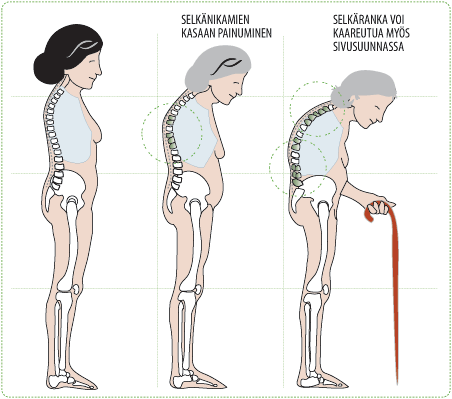 SELKÄNIKAMIEN
KASAAN PAINUMINEN
SELKÄRANKA VOI
KAAREUTUA MYÖS
SIVUSUUNNASSA